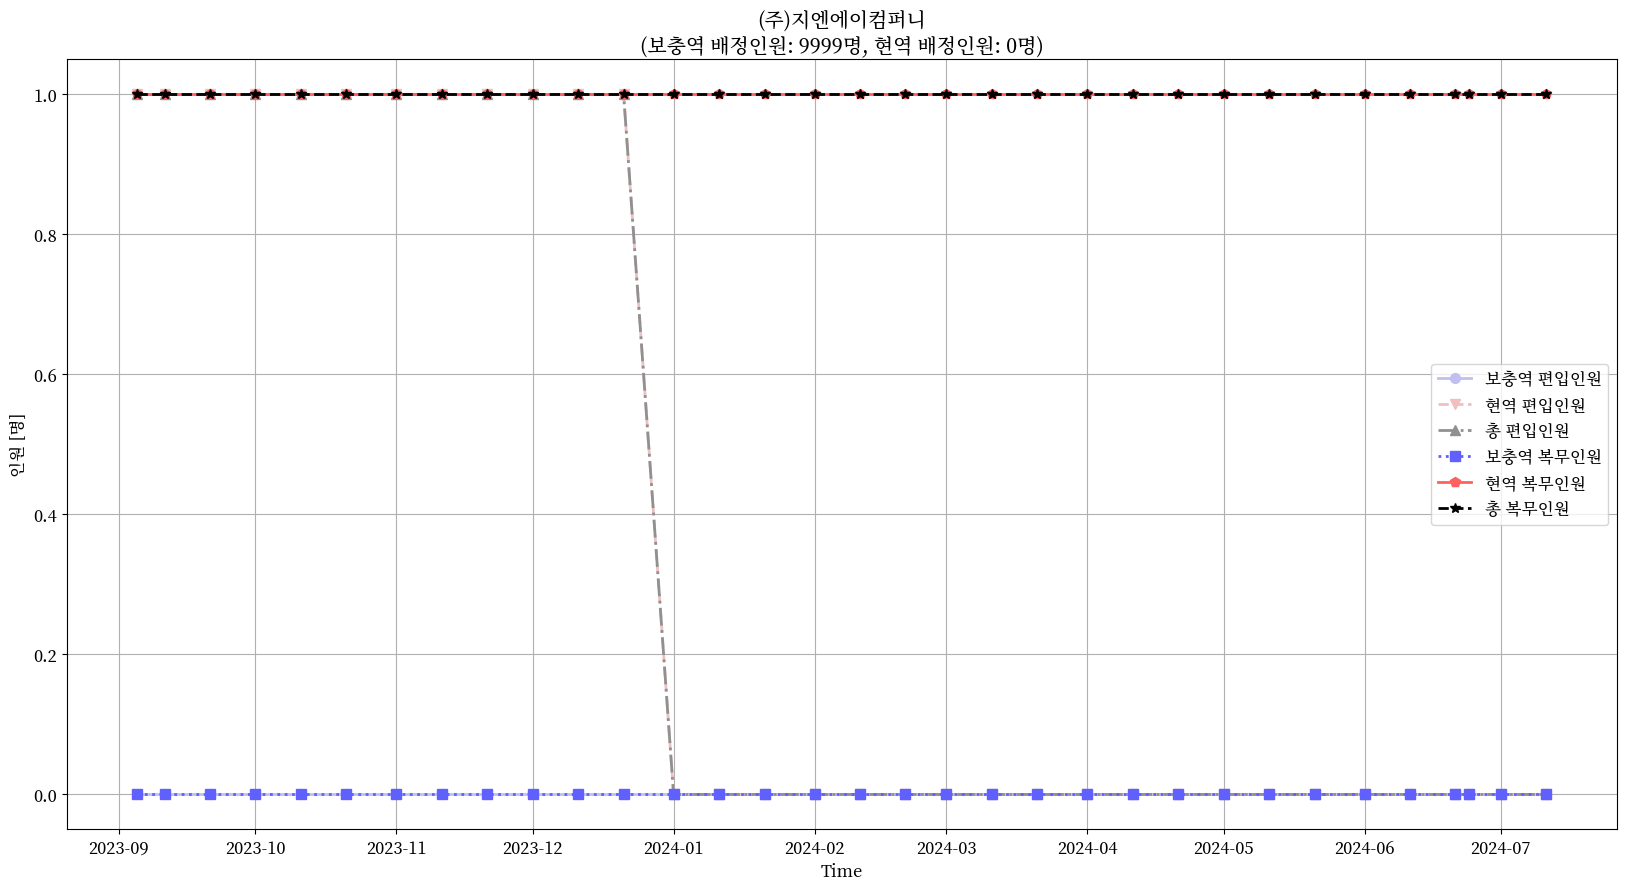 (주)지엔에이컴퍼니
(보충역 배정인원: 9999명, 현역 배정인원: 0명)
인원 [명]
1.0
0.8
0.6
0.4
0.2
0.0
보충역 편입인원
현역 편입인원
총 편입인원
보충역 복무인원
현역 복무인원
총 복무인원
2023-09 2023-10 2023-11 2023-12 2024-01 2024-02 2024-03 2024-04 2024-05 2024-06 2024-07
Time